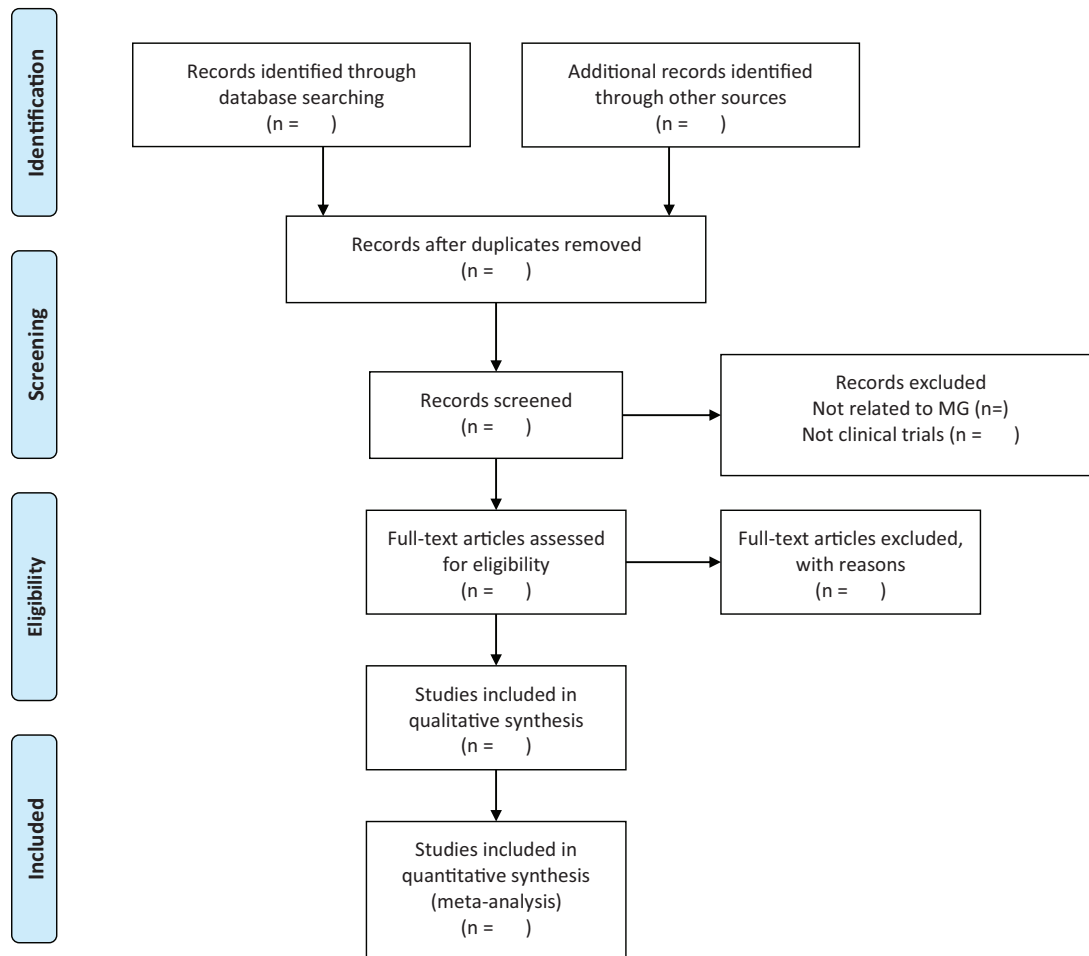 Identification
Records identified through
database searching
(n = )
Additional records identified
through other sources
(n = )
Records after duplicates removed
(n = )
Screening
Records screened
(n = )
Records excluded
Not related to MG (n=)
Not clinical trials (n = )
Eligibility
Full-text articles assessed
for eligibility
(n = )
Full-text articles excluded,
with reasons
(n = )
Studies included in
qualitative synthesis
(n = )
Included
Studies included in
quantitative synthesis
(meta-analysis)
(n = )